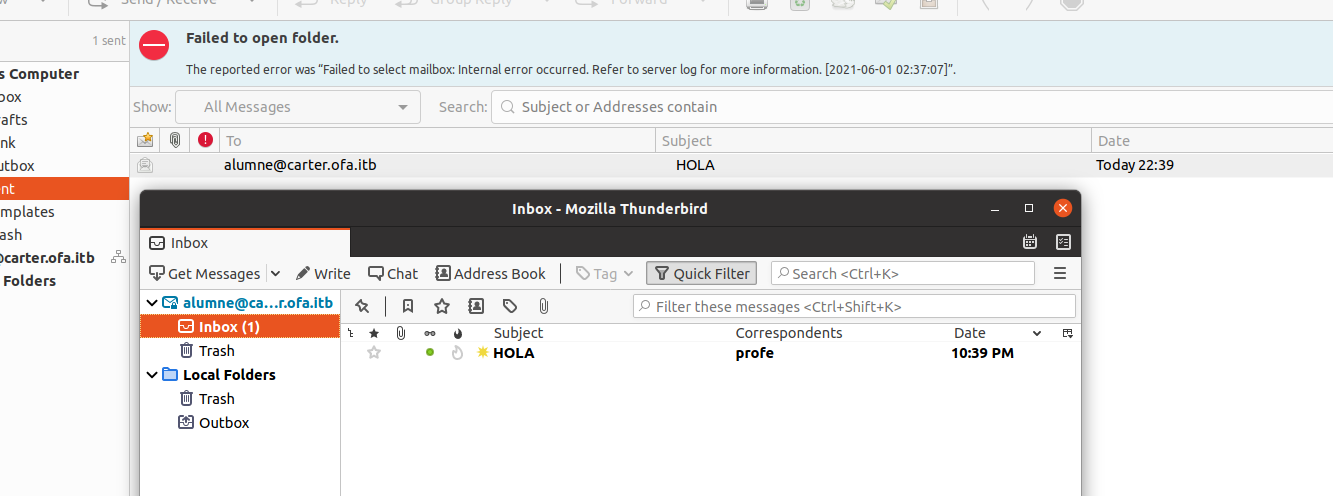 Send / Receive Reply Group Reply Forward
1 sent
Failed to open folder.
The reported error was “Failed to select mailbox: Internal error occurred. Refer to server log for more information. [2021-06-01 02:37:07]”.
s Computer
box
rafts
nk
utbox
nt
mplates
ash
@carter.ofa.itb
Folders
Show: All Messages Search: Subject or Addresses contain
To Subject Date
alumne@carter.ofa.itb HOLA Today 22:39
Inbox - Mozilla Thunderbird
Inbox
Get Messages Write Chat Address Book Tag Quick Filter Search <Ctrl+K>
alumne@ca...r.ofa.itb
Filter these messages <Ctrl+Shift+K>
Inbox (1)
Trash
Local Folders
Trash
Outbox
Subject Correspondents Date
HOLA profe 10:39 PM